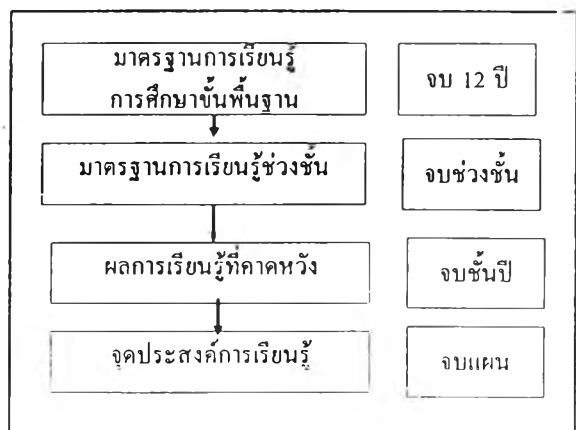 มาตรฐานการเรียนรู้
การศึกษาขั้นพื้นฐาน
จบ 12 ปี
มาตรฐานการเรียนรู้ช่วงชั้น
จบช่วงชั้น
ผลการเรียนรู้ที่คาดหวัง
จบชั้นปี
จุดประสงค์การเรียนรู้
จบแผน